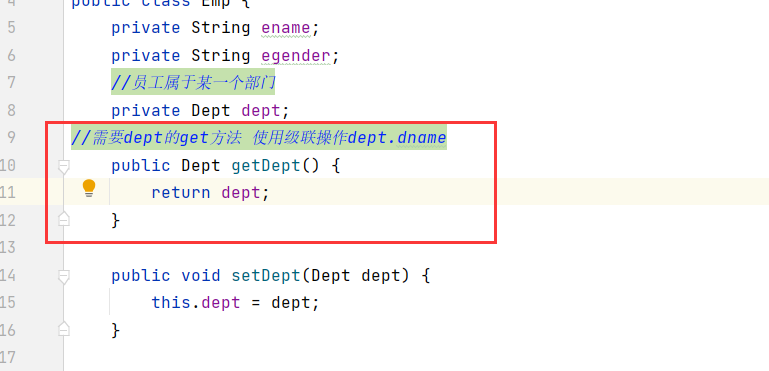 4 public class Emp {
5 private String ename;
6 private String egender;
7 //员工属于某一个部门
8 private Dept dept;
9 //需要dept的get方法 使用级联操作dept.dname
10 public Dept getDept() {
11 return dept;
12 }
13
14 public void setDept(Dept dept) {
15 this.dept = dept;
16 }
17